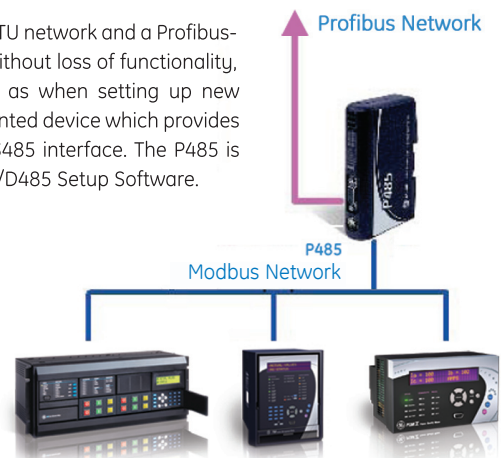 TU network and a Profibus-
ithout loss of functionality,
as when setting up new
nted device which provides
485 interface. The P485 is
/D485 Setup Software.
Profibus Network
P485
P485
Modbus Network